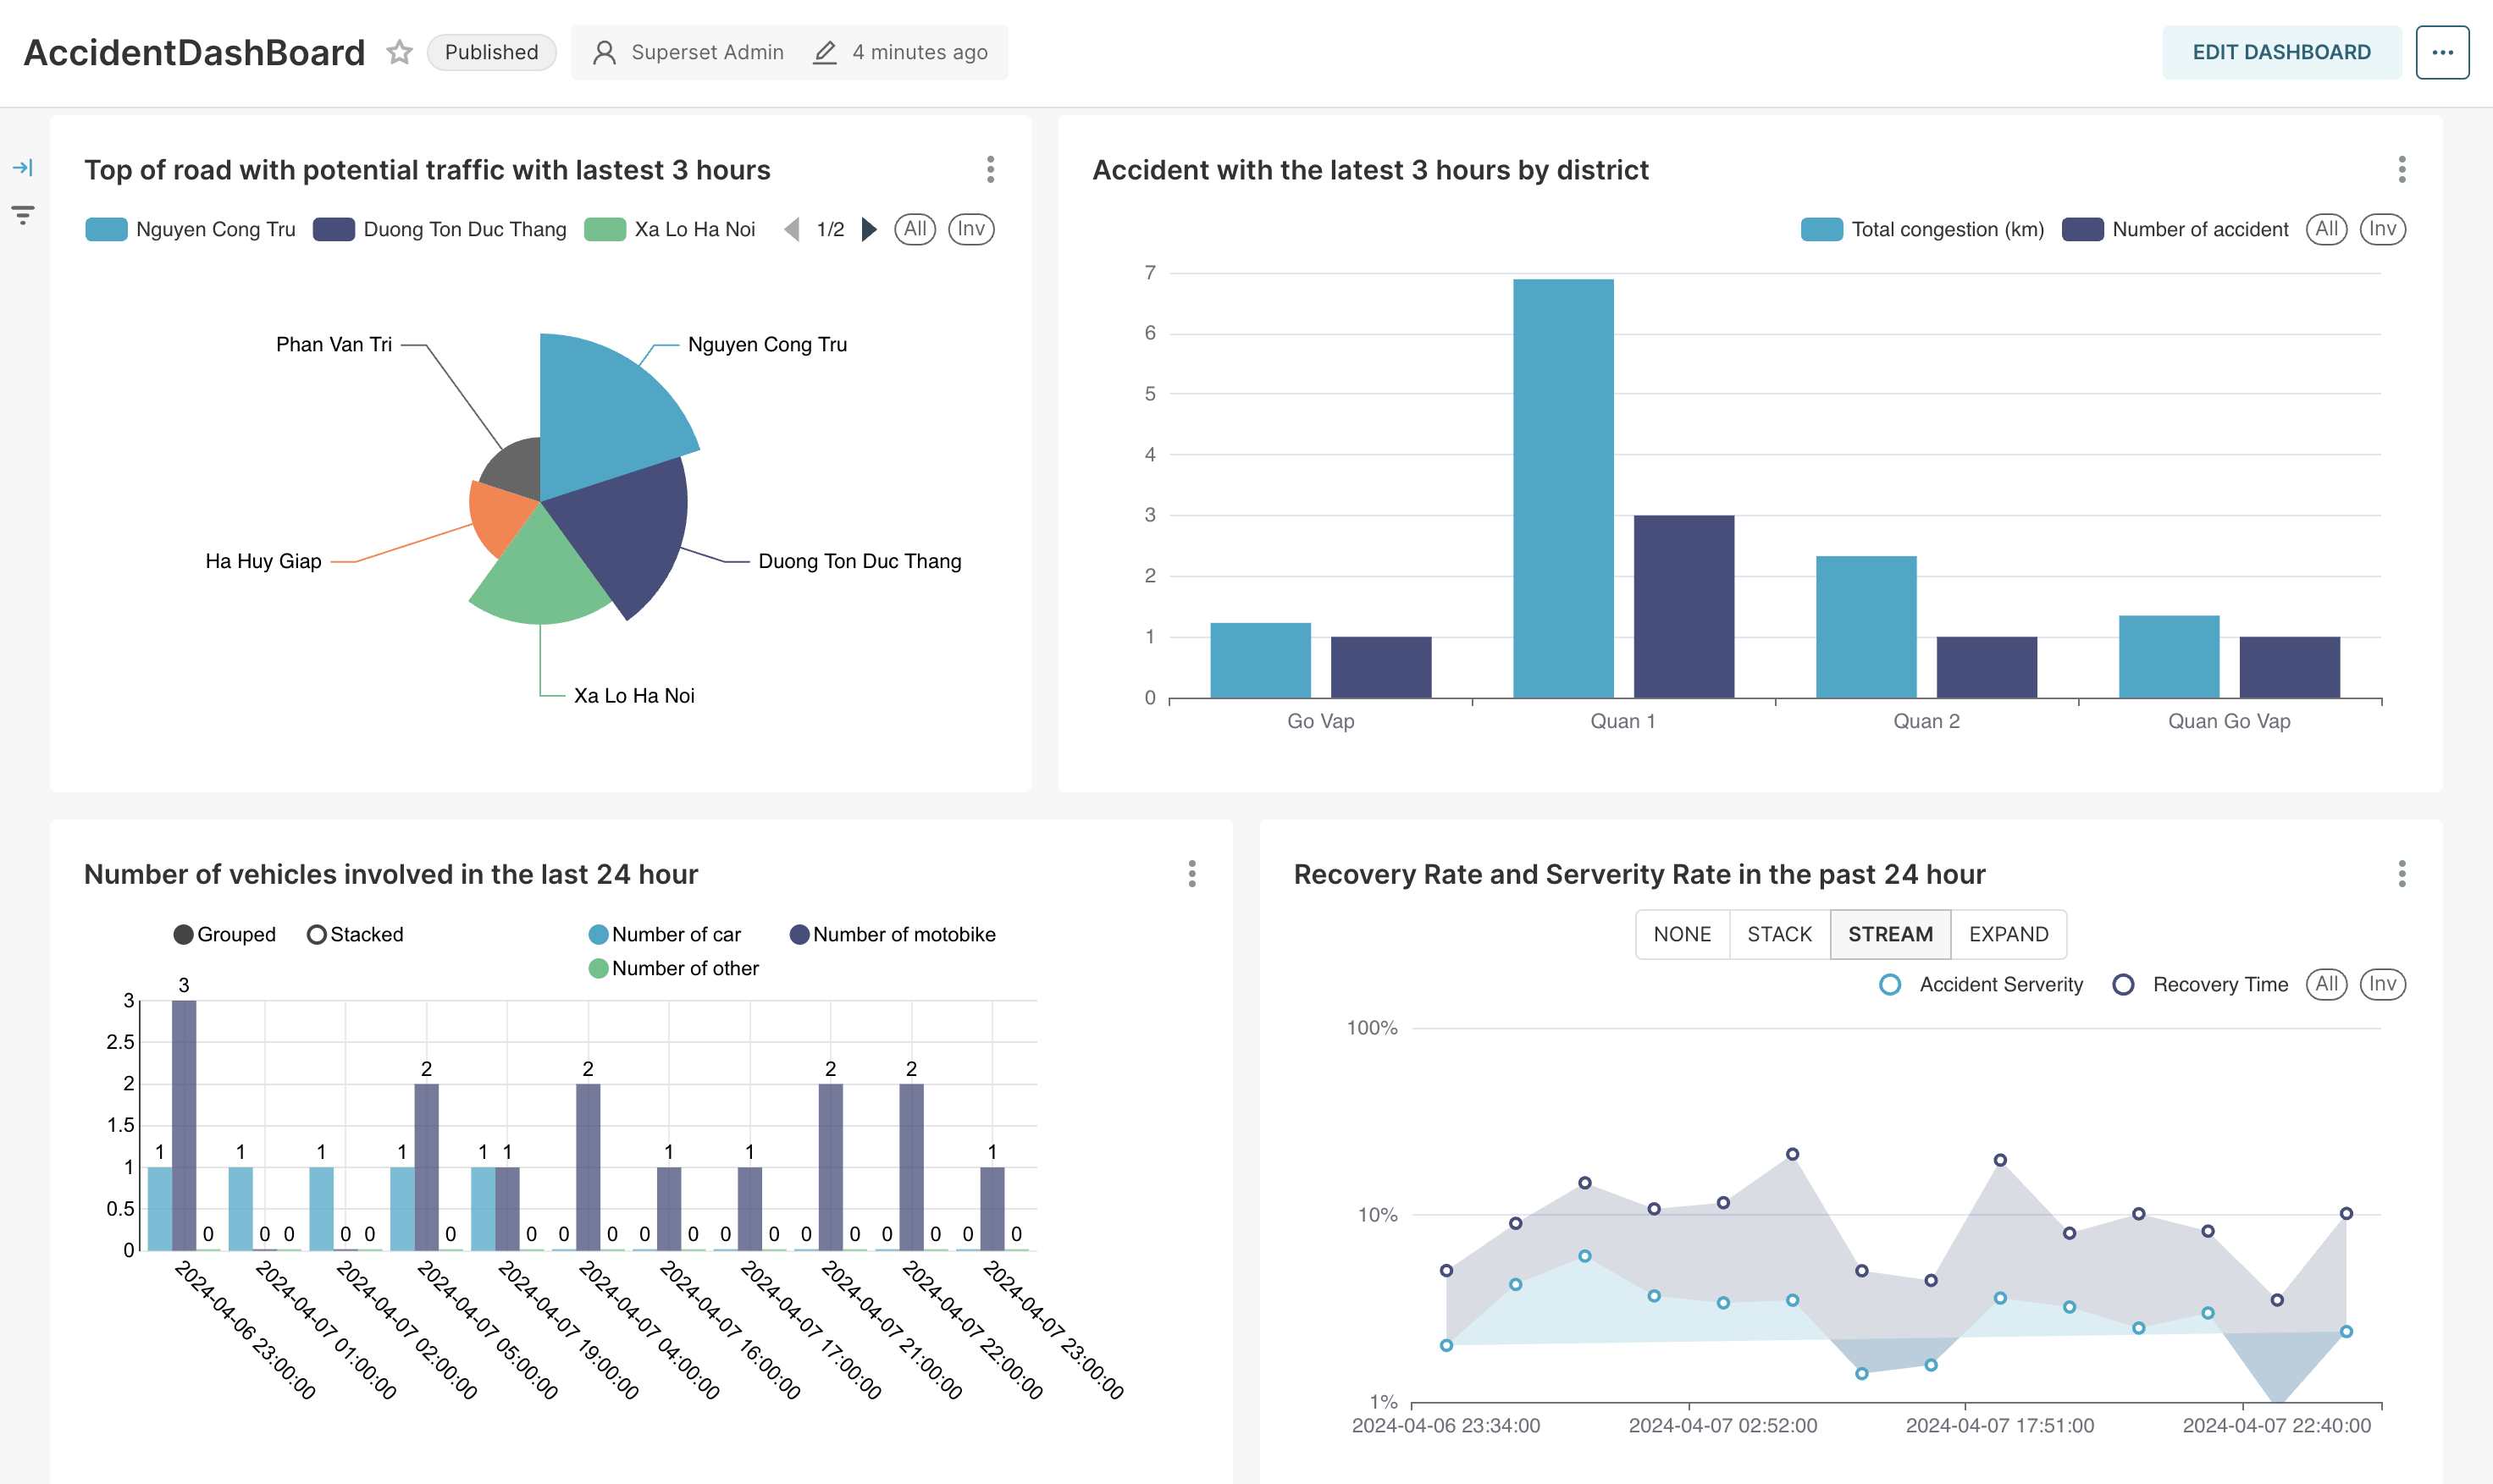 AccidentDashBoard Published Superset Admin 4 minutes ago EDIT DASHBOARD
Top of road with potential traffic with lastest 3 hours
Nguyen Cong Tru Duong Ton Duc Thang Xa Lo Ha Noi 1/2 All Inv
Phan Van Tri
Nguyen Cong Tru
Ha Huy Giap
Duong Ton Duc Thang
Xa Lo Ha Noi
Accident with the latest 3 hours by district
Total congestion (km) Number of accident All Inv
7
6
5
4
3
2
1
0
Go Vap Quan 1 Quan 2 Quan Go Vap
Number of vehicles involved in the last 24 hour
Grouped Stacked Number of car Number of motobike
Number of other
3
2.5
2
1.5
1
0.5
0
1 3 0
1 0 0
1 0 0
1 2 0
1 1 0
0 2 0
0 1 0
0 1 0
0 2 0
0 2 0
0 1 0
2024-04-06 23:00:00
2024-04-07 01:00:00
2024-04-07 02:00:00
2024-04-07 05:00:00
2024-04-07 19:00:00
2024-04-07 04:00:00
2024-04-07 16:00:00
2024-04-07 17:00:00
2024-04-07 21:00:00
2024-04-07 22:00:00
2024-04-07 23:00:00
Recovery Rate and Serverity Rate in the past 24 hour
NONE STACK STREAM EXPAND
Accident Serverity Recovery Time All Inv
100%
10%
1%
2024-04-06 23:34:00 2024-04-07 02:52:00 2024-04-07 17:51:00 2024-04-07 22:40:00